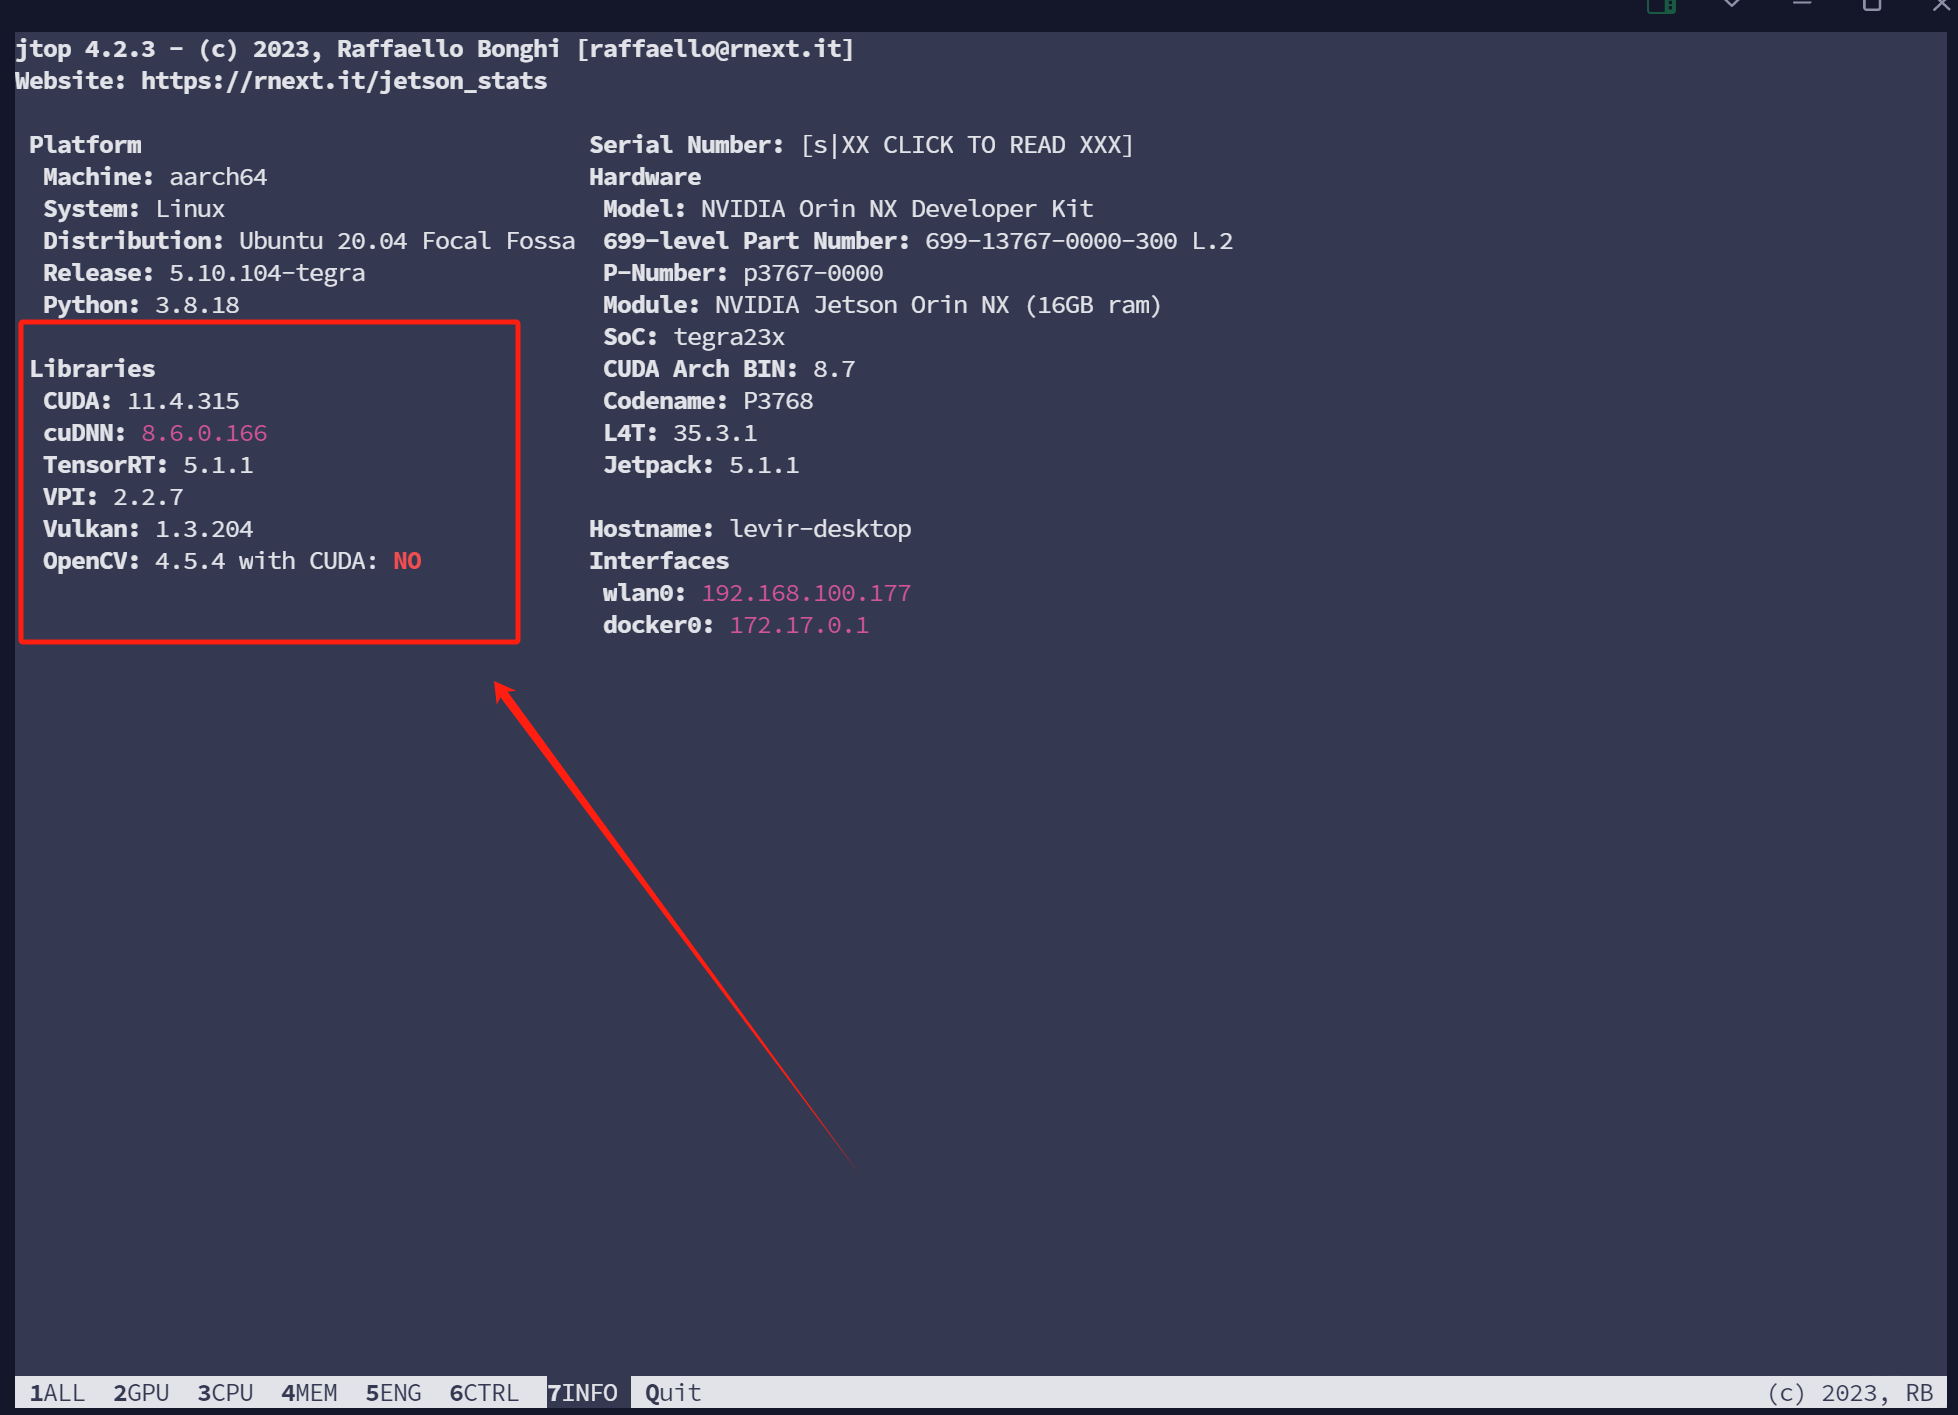 jtop 4.2.3 - (c) 2023, Raffaello Bonghi [raffaello@rnext.it]
Website: https://rnext.it/jetson_stats
Platform
Machine: aarch64
System: Linux
Distribution: Ubuntu 20.04 Focal Fossa
Release: 5.10.104-tegra
Python: 3.8.18
Libraries
CUDA: 11.4.315
cuDNN: 8.6.0.166
TensorRT: 5.1.1
VPI: 2.2.7
Vulkan: 1.3.204
OpenCV: 4.5.4 with CUDA: NO
Serial Number: [s|XX CLICK TO READ XXX]
Hardware
Model: NVIDIA Orin NX Developer Kit
699-level Part Number: 699-13767-0000-300 L.2
P-Number: p3767-0000
Module: NVIDIA Jetson Orin NX (16GB ram)
SoC: tegra23x
CUDA Arch BIN: 8.7
Codename: P3768
L4T: 35.3.1
Jetpack: 5.1.1
Hostname: levir-desktop
Interfaces
wlan0: 192.168.100.177
docker0: 172.17.0.1
1ALL 2GPU 3CPU 4MEM 5ENG 6CTRL 7INFO Quit (c) 2023, RB